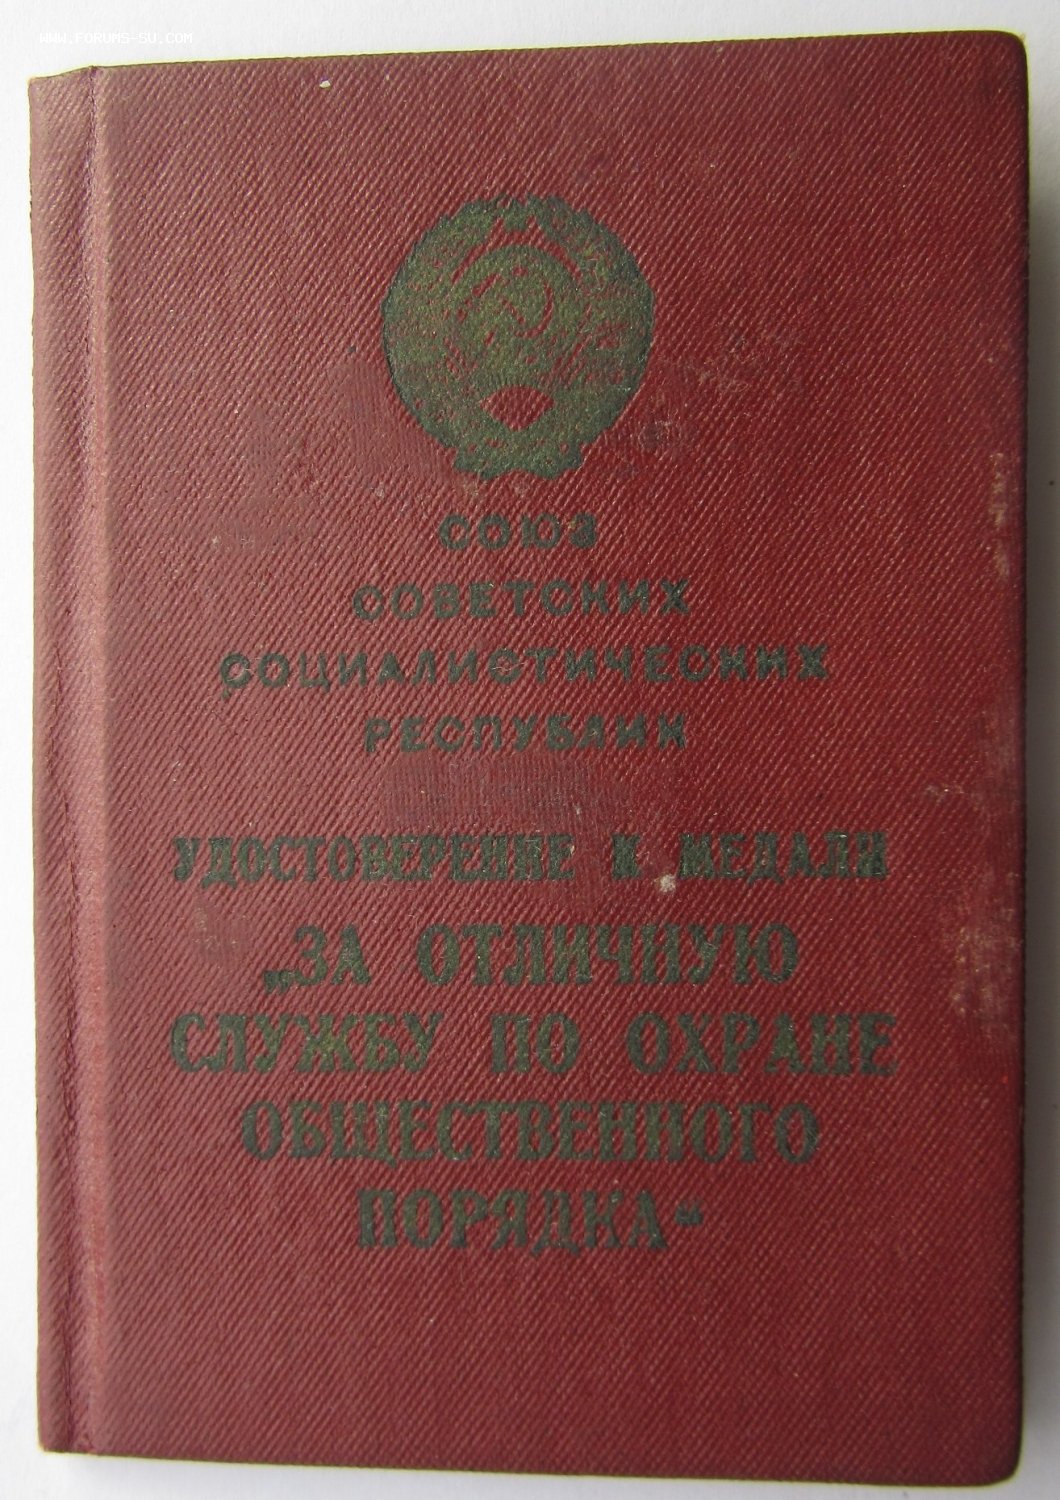 www.FORUMS-SU.COM
СОЮЗ
СОВЕТСКИХ
СОЦИАЛИСТИЧЕСКИХ
РЕСПУБЛИК
УДОСТОВЕРЕНИЕ К МЕДАЛИ
„ЗА ОТЛИЧНУЮ
СЛУЖБУ ПО ОХРАНЕ
ОБЩЕСТВЕННОГО
ПОРЯДКА“